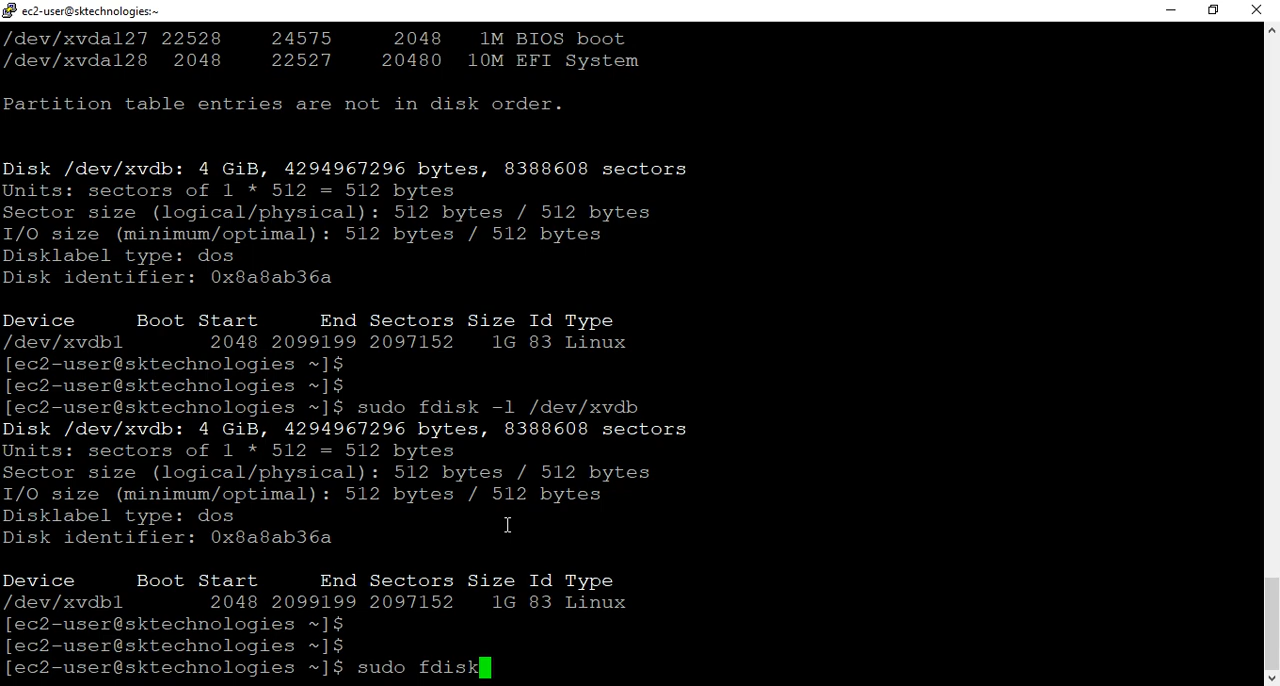 ec2-user@sktechnologies:~
/dev/xvda127 22528    24575     2048   1M BIOS boot
/dev/xvda128  2048    22527    20480  10M EFI System
Partition table entries are not in disk order.
Disk /dev/xvdb: 4 GiB, 4294967296 bytes, 8388608 sectors
Units: sectors of 1 * 512 = 512 bytes
Sector size (logical/physical): 512 bytes / 512 bytes
I/O size (minimum/optimal): 512 bytes / 512 bytes
Disklabel type: dos
Disk identifier: 0x8a8ab36a
Device     Boot Start     End Sectors Size Id Type
/dev/xvdb1       2048 2099199 2097152   1G 83 Linux
[ec2-user@sktechnologies ~]$
[ec2-user@sktechnologies ~]$
[ec2-user@sktechnologies ~]$ sudo fdisk -l /dev/xvdb
Disk /dev/xvdb: 4 GiB, 4294967296 bytes, 8388608 sectors
Units: sectors of 1 * 512 = 512 bytes
Sector size (logical/physical): 512 bytes / 512 bytes
I/O size (minimum/optimal): 512 bytes / 512 bytes
Disklabel type: dos
Disk identifier: 0x8a8ab36a
Device     Boot Start     End Sectors Size Id Type
/dev/xvdb1       2048 2099199 2097152   1G 83 Linux
[ec2-user@sktechnologies ~]$
[ec2-user@sktechnologies ~]$
[ec2-user@sktechnologies ~]$ sudo fdisk